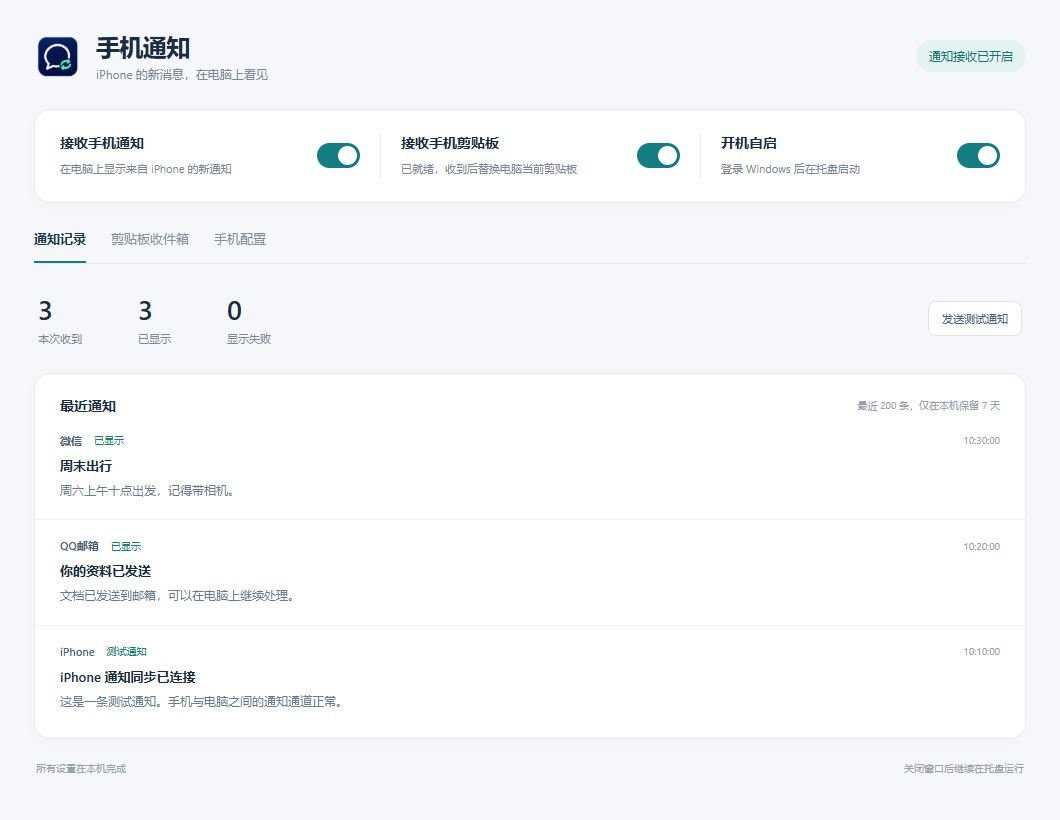 手机通知
iPhone 的新消息，在电脑上看见
通知接收已开启
接收手机通知
在电脑上显示来自 iPhone 的新通知
接收手机剪贴板
已就绪，收到后替换电脑当前剪贴板
开机自启
登录 Windows 后在托盘启动
通知记录 剪贴板收件箱 手机配置
3 3 0
本次收到 已显示 显示失败
发送测试通知
最近通知 最近 200 条，仅在本机保留 7 天
微信 已显示 10:30:00
周末出行
周六上午十点出发，记得带相机。
QQ邮箱 已显示 10:20:00
你的资料已发送
文档已发送到邮箱，可以在电脑上继续处理。
iPhone 测试通知 10:10:00
iPhone 通知同步已连接
这是一条测试通知。手机与电脑之间的通知通道正常。
所有设置在本机完成 关闭窗口后继续在托盘运行